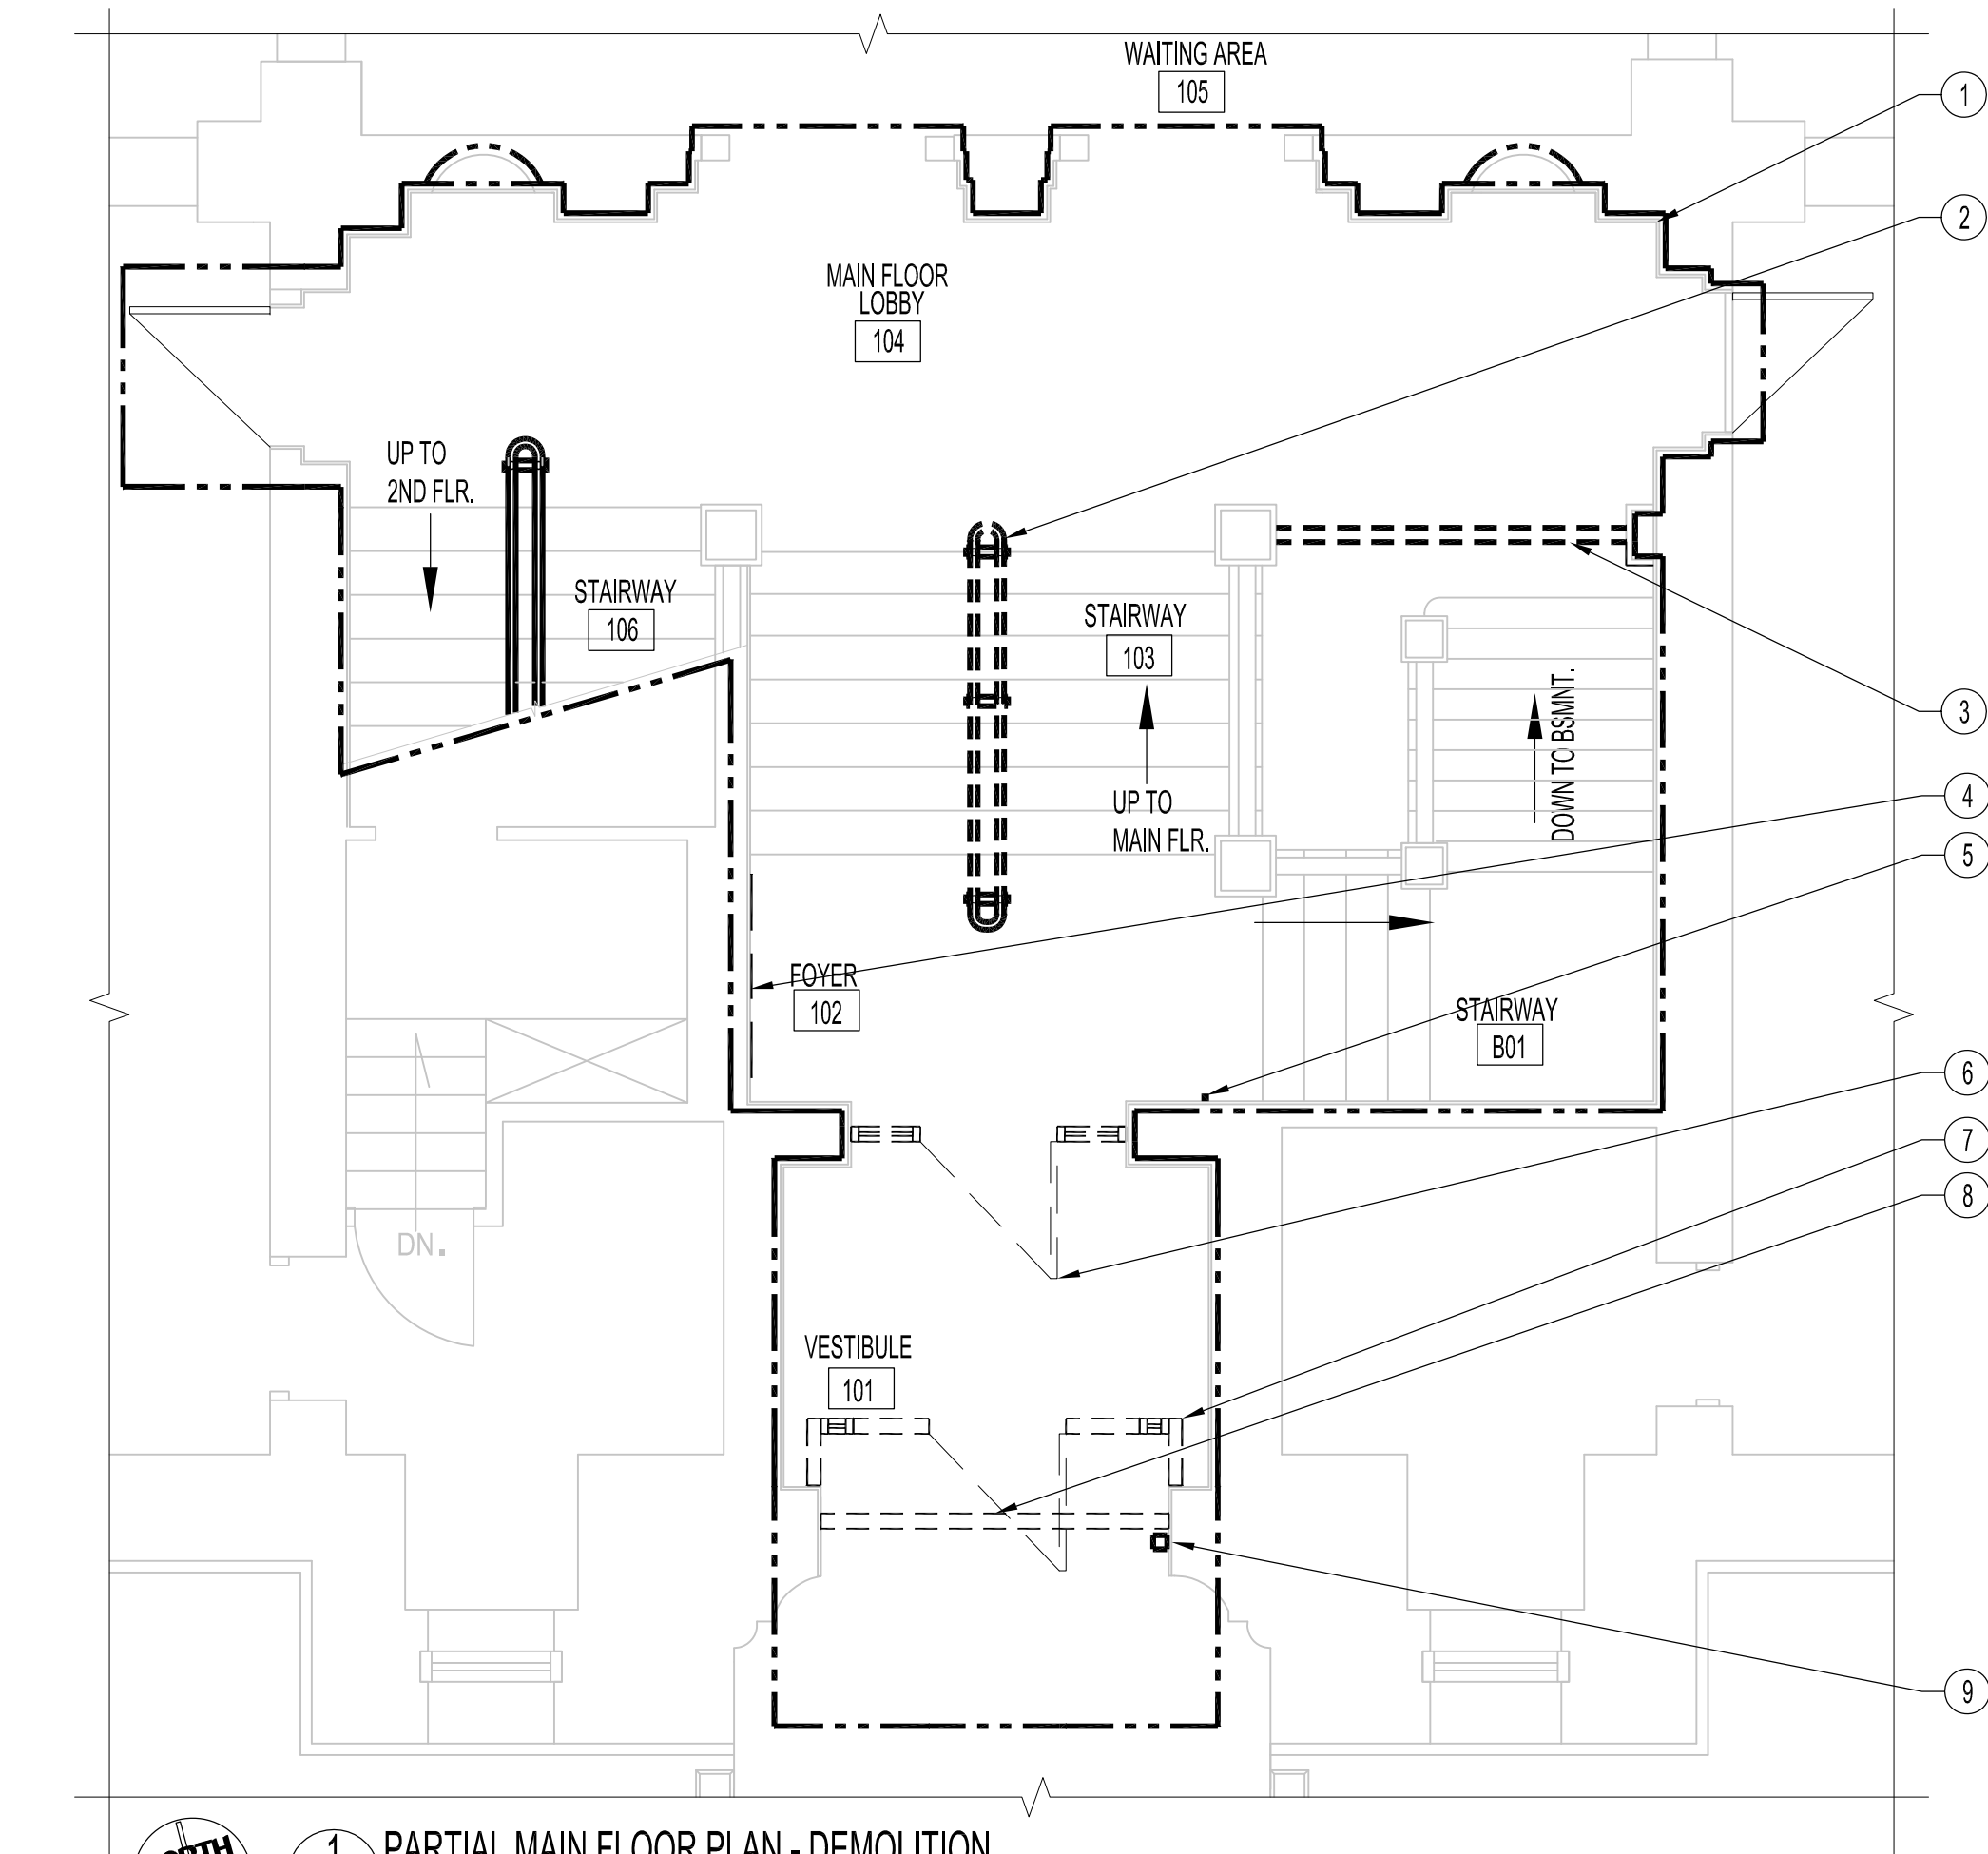 WAITING AREA
105
1
2
MAIN FLOOR
LOBBY
104
UP TO
2ND FLR.
STAIRWAY
106
STAIRWAY
103
3
DOWN TO BSMNT.
UP TO
MAIN FLR.
4
5
FOYER
102
STAIRWAY
B01
6
7
8
DN.
VESTIBULE
101
9
NORTH
1
PARTIAL MAIN FLOOR PLAN - DEMOLITION